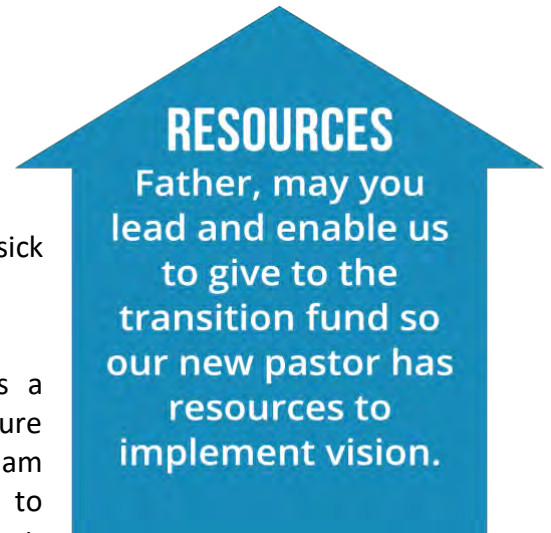 RESOURCES
Father, may you
lead and enable us
to give to the
transition fund so
our new pastor has
resources to
implement vision.
sick
s a
ure
am
to